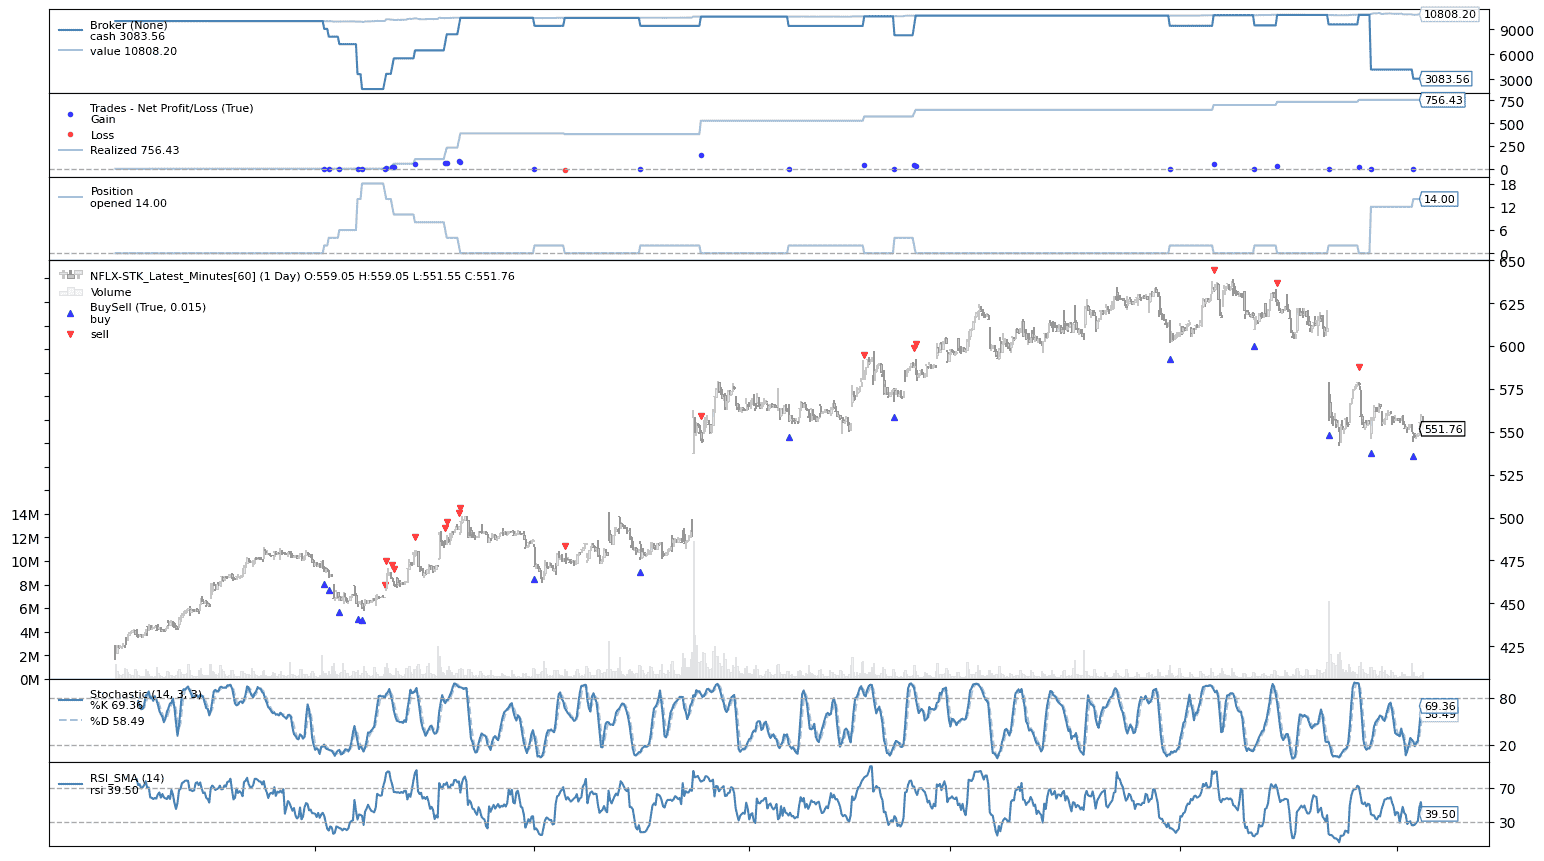 Broker (None)
cash 3083.56
value 10808.20
10808.20
9000
6000
3083.56
3000
Trades - Net Profit/Loss (True)
Gain
Loss
Realized 756.43
756.43
750
500
250
0
Position
opened 14.00
18
14.00
12
6
0
NFLX-STK_Latest_Minutes[60] (1 Day) O:559.05 H:559.05 L:551.55 C:551.76
Volume
BuySell (True, 0.015)
buy
sell
650
625
600
575
551.76
550
525
500
475
450
425
14M
12M
10M
8M
6M
4M
2M
0M
Stochastic (14, 3, 3)
%K 69.36
%D 58.49
80
69.36
58.49
20
RSI_SMA (14)
rsi 39.50
70
39.50
30